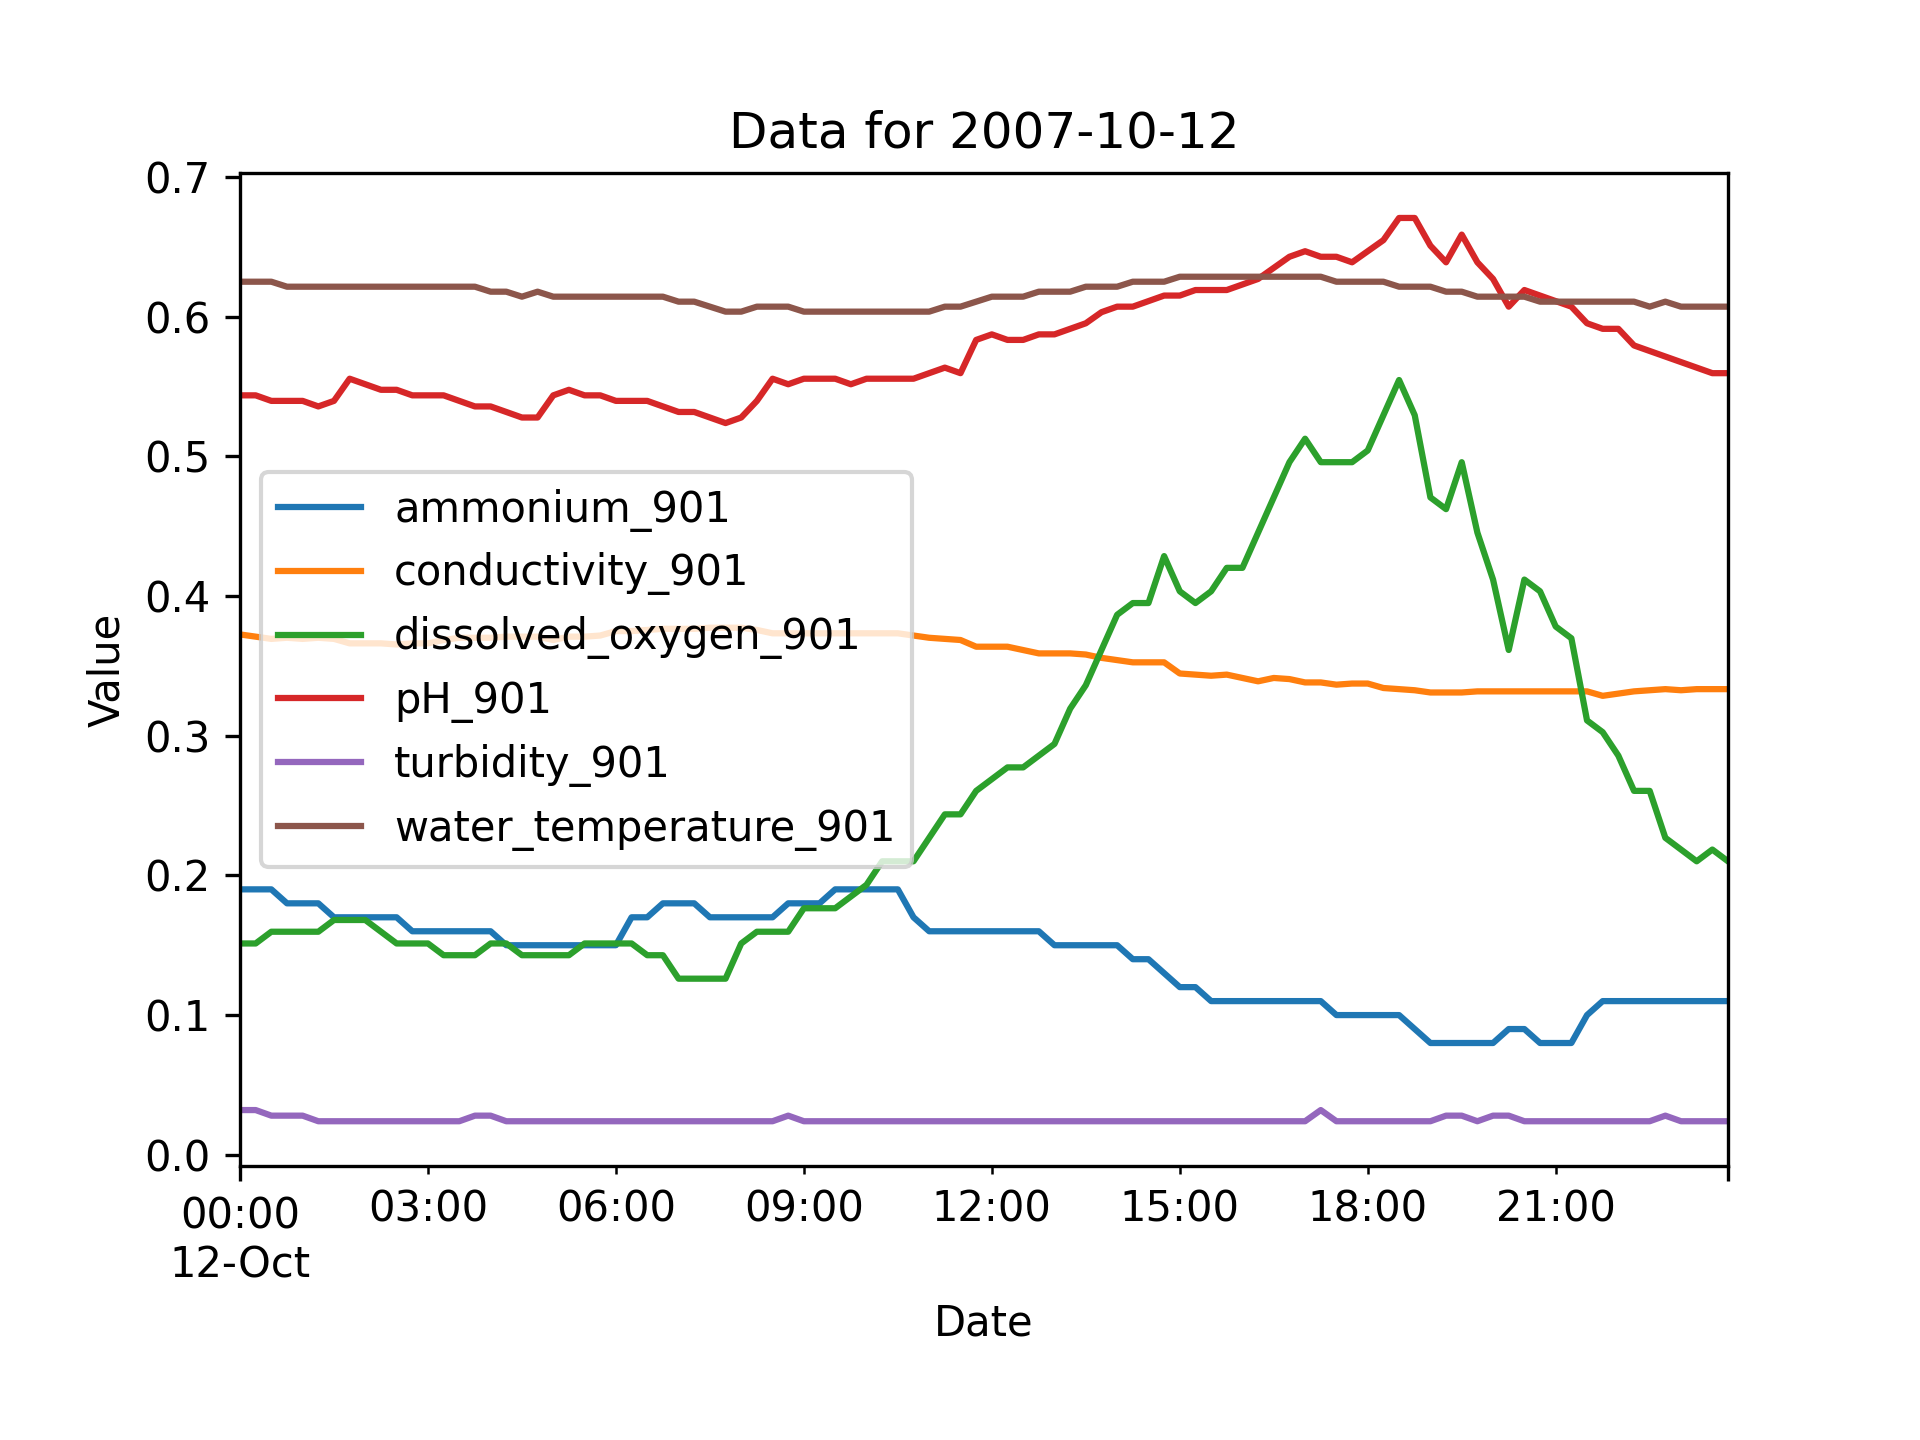 Data for 2007-10-12
0.7
0.6
0.5
0.4
0.3
0.2
0.1
0.0
Value
ammonium_901
conductivity_901
dissolved_oxygen_901
pH_901
turbidity_901
water_temperature_901
00:00
12-Oct
03:00
06:00
09:00
12:00
15:00
18:00
21:00
Date